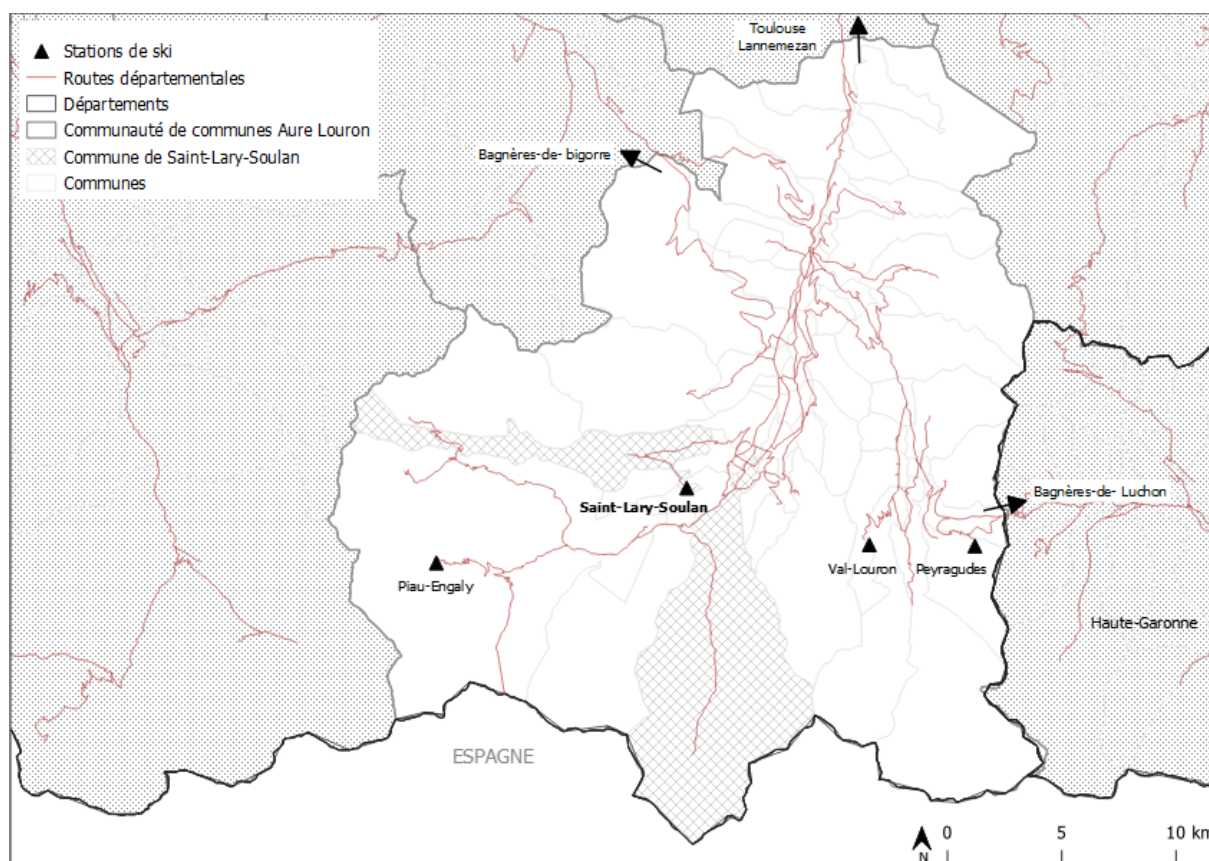 Stations de ski
Routes départementales
Départements
Communauté de communes Aure Louron
Commune de Saint-Lary-Soulan
Communes
Toulouse
Lannemezan
Bagnères-de- bigorre
Saint-Lary-Soulan
Bagnères-de- Luchon
Piau-Engaly
Val-Louron
Peyragudes
Haute-Garonne
ESPAGNE
N
0
5
10 km